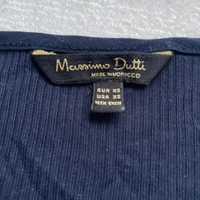 Massimo Dutti
MADE IN MOROCCO
EUR XS
USA XS
MEX